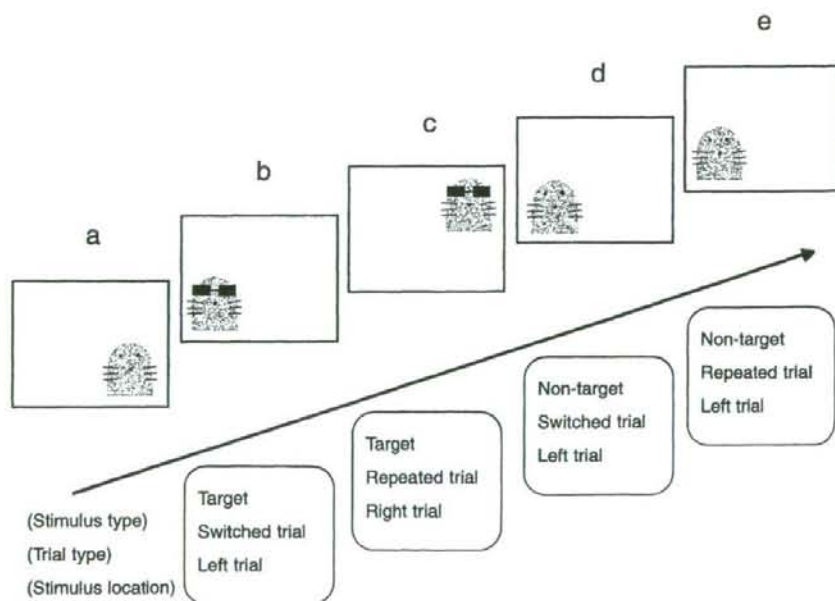 e
d
c
b
a
Non-target
Repeated trial
Left trial
Non-target
Switched trial
Left trial
Target
Repeated trial
Right trial
Target
Switched trial
Left trial
(Stimulus type)
(Trial type)
(Stimulus location)